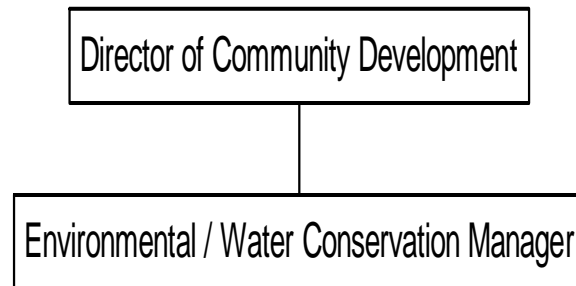 Director of Community Development
Environmental / Water Conservation Manager